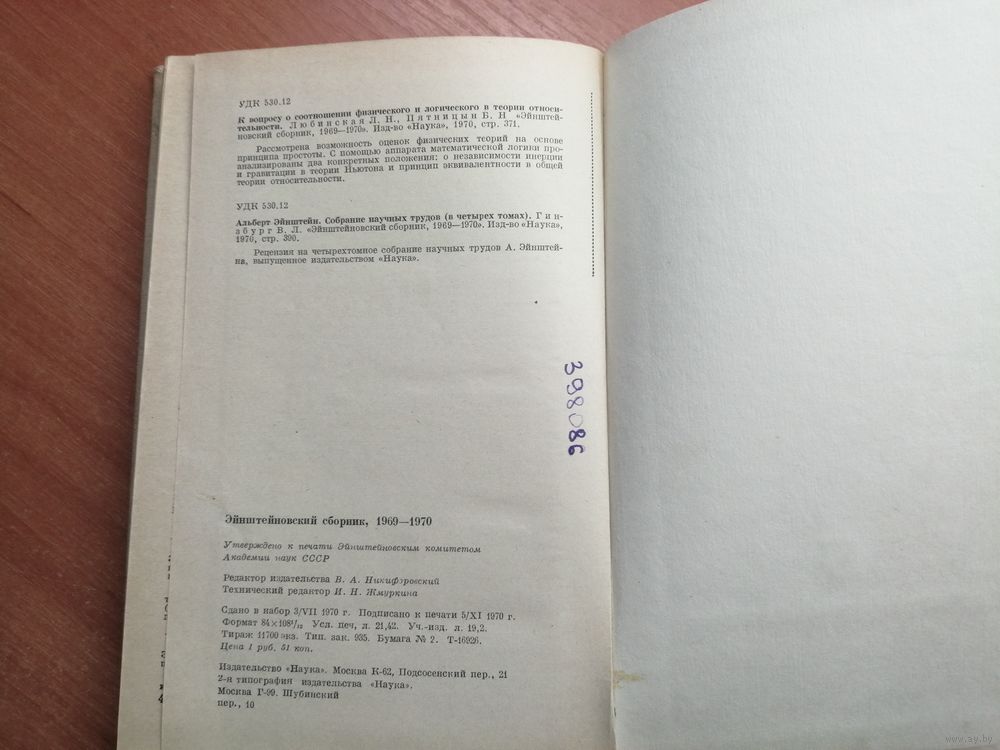 УДК 530.12
К вопросу о соотношении физического и логического в теории относи-
тельности. Любинская Л. Н., Пятницын Б. Н «Эйнштей-
новский сборник, 1969—1970». Изд-во «Наука», 1970, стр. 371.
Рассмотрена возможность оценок физических теорий на основе
принципа простоты. С помощью аппарата математической логики про-
анализированы два конкретных положения; о независимости инерции
и гравитации в теории Ньютона и принцип эквивалентности в общей
теории относительности.
УДК 530.12
Альберт Эйнштейн. Собрание научных трудов (в четырех томах). Гин-
збург В. Л. «Эйнштейновский сборник, 1969—1970». Изд-во «Наука»,
1970, стр. 390.
Рецензия на четырехтомное собрание научных трудов А. Эйнштей-
на, выпущенное издательством «Наука».
398086
Эйнштейновский сборник, 1969—1970
Утверждено к печати Эйнштейновским комитетом
Академии наук СССР
Редактор издательства В. А. Никифоровский
Технический редактор И. Н. Жмуркина
Сдано в набор 3/VII 1970 г. Подписано к печати 5/XI 1970 г.
Формат 84×108¹/₃₂ Усл. печ. л. 21,42. Уч.-изд. л. 19,2.
Тираж 11700 экз. Тип. зак. 935. Бумага № 2. Т-16926.
Цена 1 руб. 51 коп.
Издательство «Наука». Москва К-62, Подсосенский пер., 21
2-я типография издательства «Наука».
Москва Г-99. Шубинский
пер., 10
www.ay.by